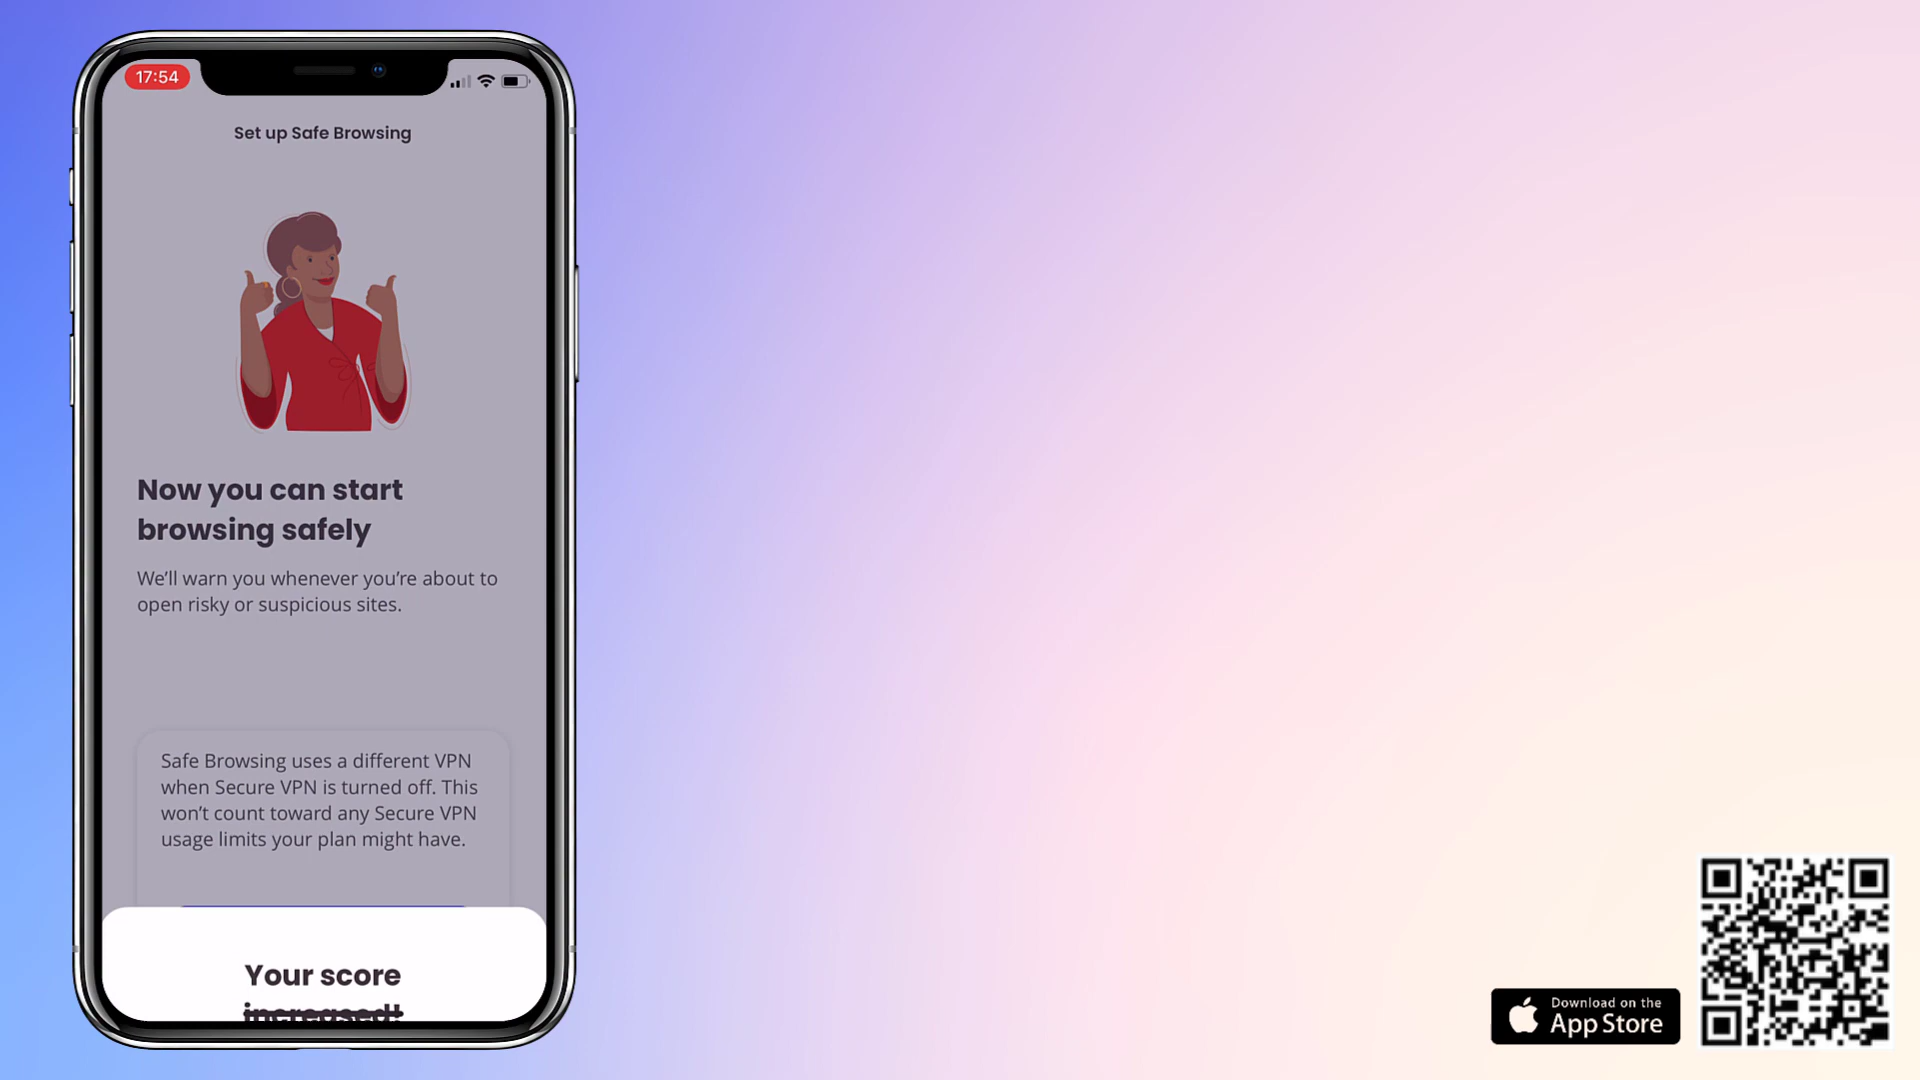 17:54
Set up Safe Browsing
Now you can start
browsing safely
We'll warn you whenever you're about to
open risky or suspicious sites.
Safe Browsing uses a different VPN
when Secure VPN is turned off. This
won't count toward any Secure VPN
usage limits your plan might have.
Your score
increased!
Download on the
App Store